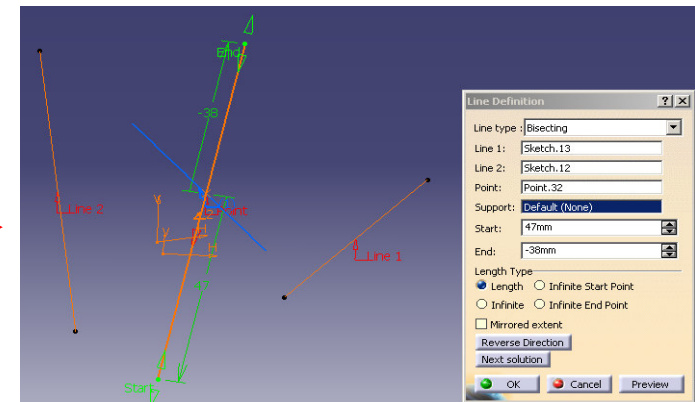 End
-38
Line 2
Point
Line 1
Start
Line Definition
? X
Line type : Bisecting
Line 1: Sketch.13
Line 2: Sketch.12
Point: Point.32
Support: Default (None)
Start: 47mm
End: -38mm
Length Type
Length Infinite Start Point
Infinite Infinite End Point
Mirrored extent
Reverse Direction
Next solution
OK Cancel Preview